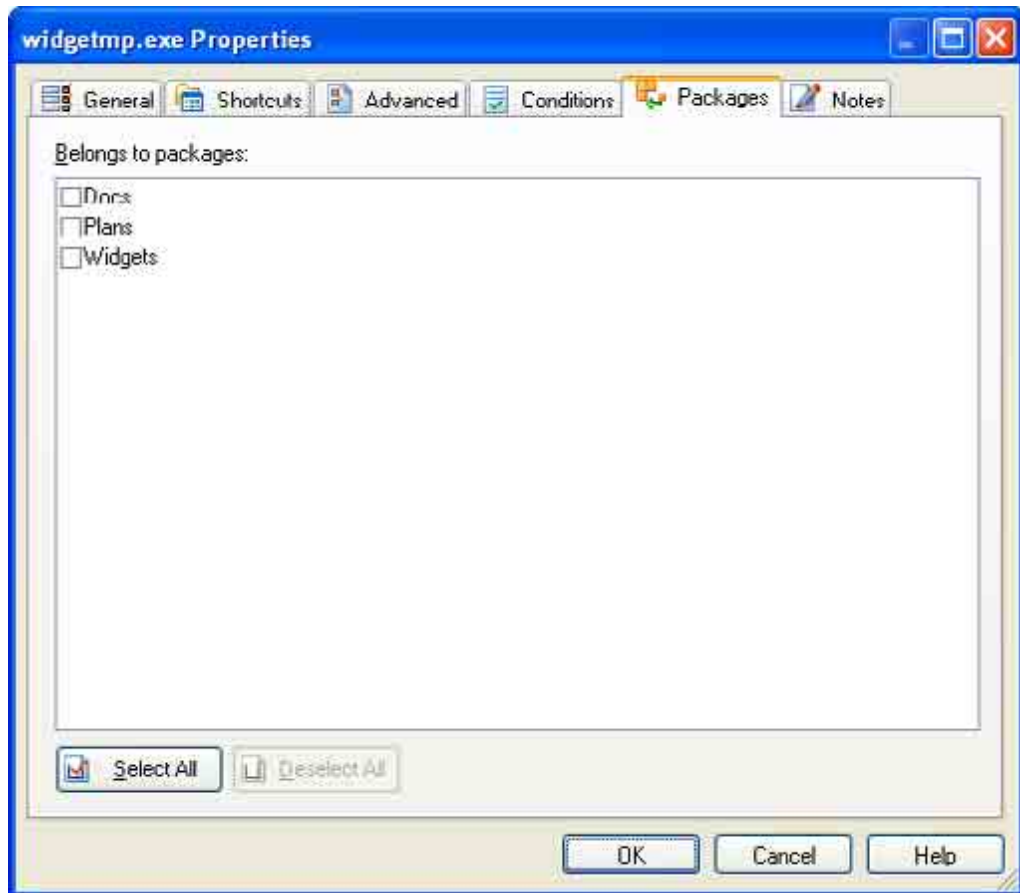 widgetmp.exe Properties
General Shortcuts Advanced Conditions Packages Notes
Belongs to packages:
Docs
Plans
Widgets
Select All Deselect All
OK Cancel Help